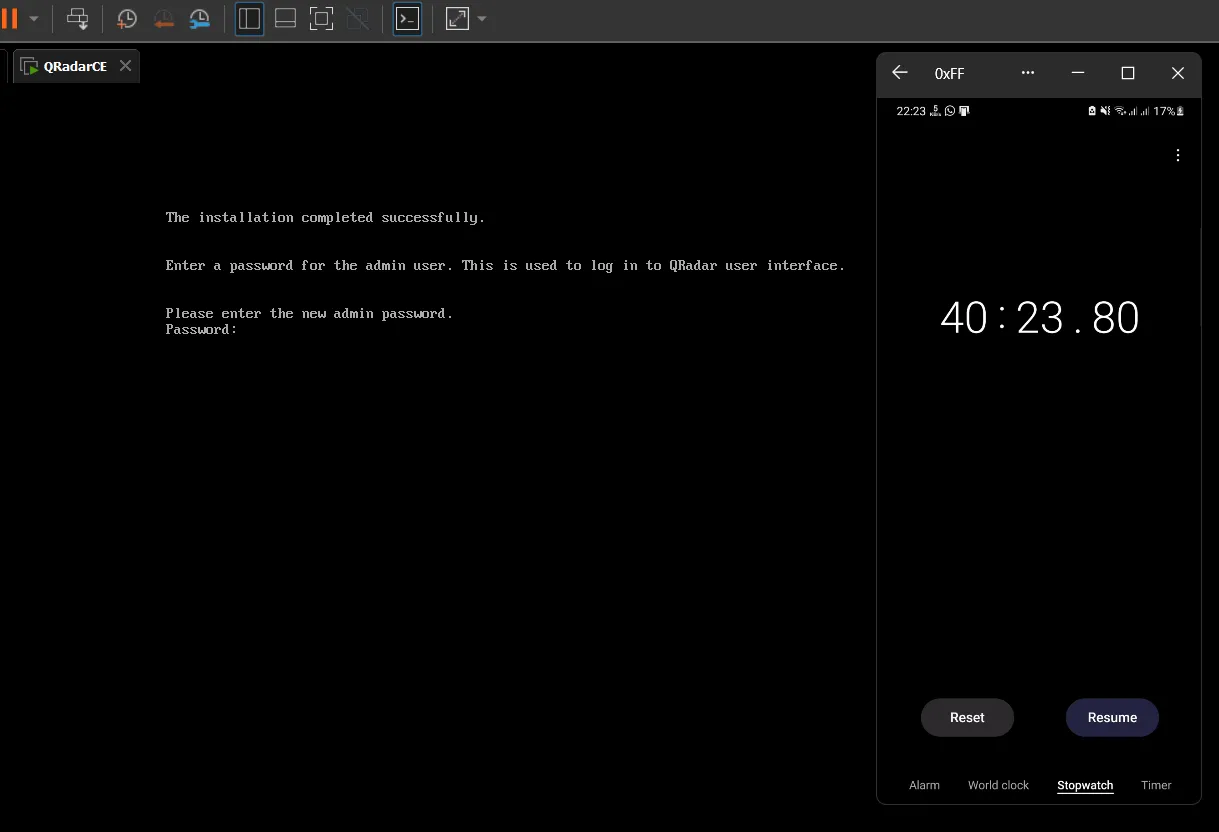 QRadarCE
The installation completed successfully.
Enter a password for the admin user. This is used to log in to QRadar user interface.
Please enter the new admin password.
Password:
0xFF
22:23
17%
40:23.80
Reset
Resume
Alarm
World clock
Stopwatch
Timer